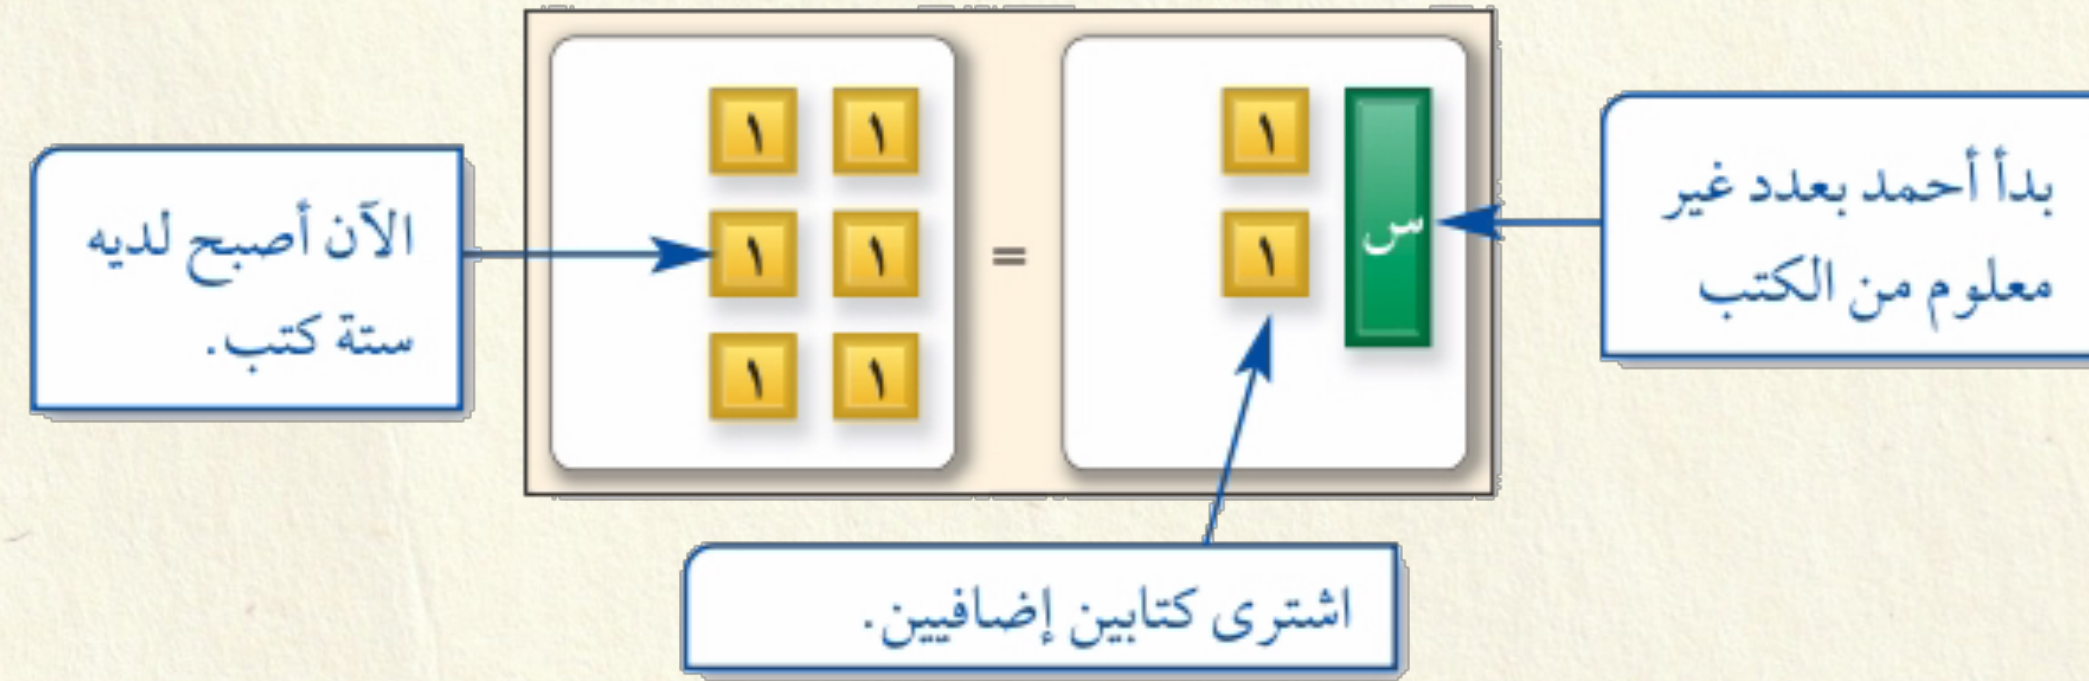 بدأ أحمد بعدد غير
معلوم من الكتب
س ١ = ١ ١
١ ١ ١
١ ١
الآن أصبح لديه
ستة كتب.
اشترى كتابين إضافيين.